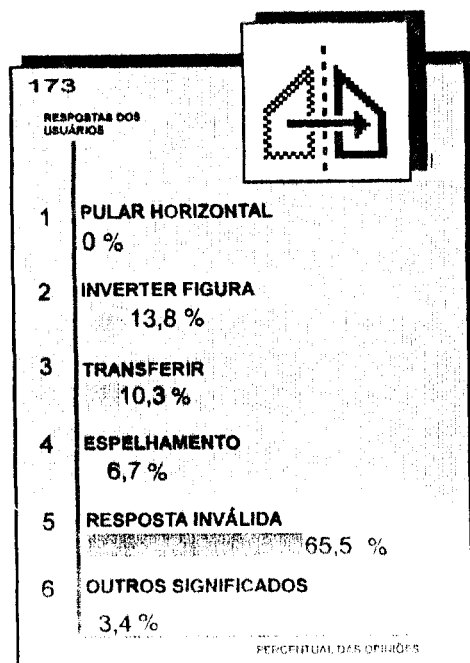 173
RESPOSTAS DOS
USUÁRIOS
1 PULAR HORIZONTAL
0 %
2 INVERTER FIGURA
13,8 %
3 TRANSFERIR
10,3 %
4 ESPELHAMENTO
6,7 %
5 RESPOSTA INVÁLIDA
65,5 %
6 OUTROS SIGNIFICADOS
3,4 %
PERCENTUAL DAS OPINIÕES